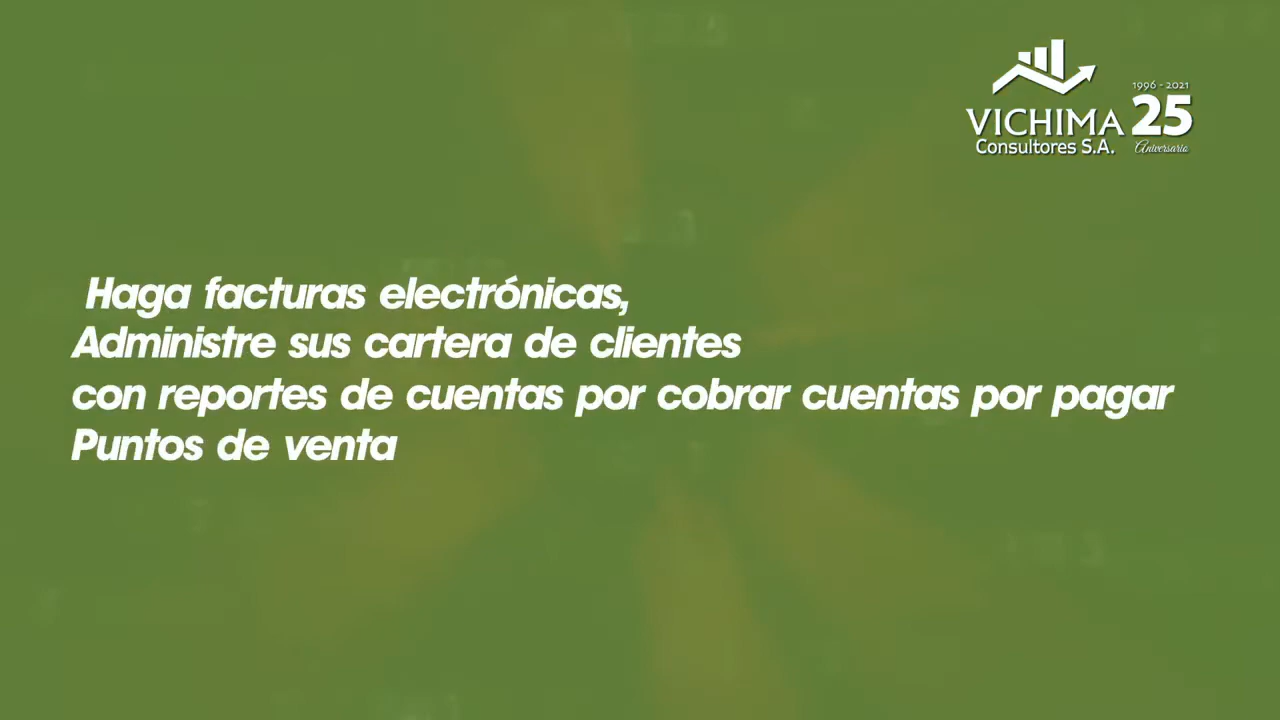 VICHIMA
Consultores S.A.
1996 - 2021
25
Aniversario
Haga facturas electrónicas,
Administre sus cartera de clientes
con reportes de cuentas por cobrar cuentas por pagar
Puntos de venta